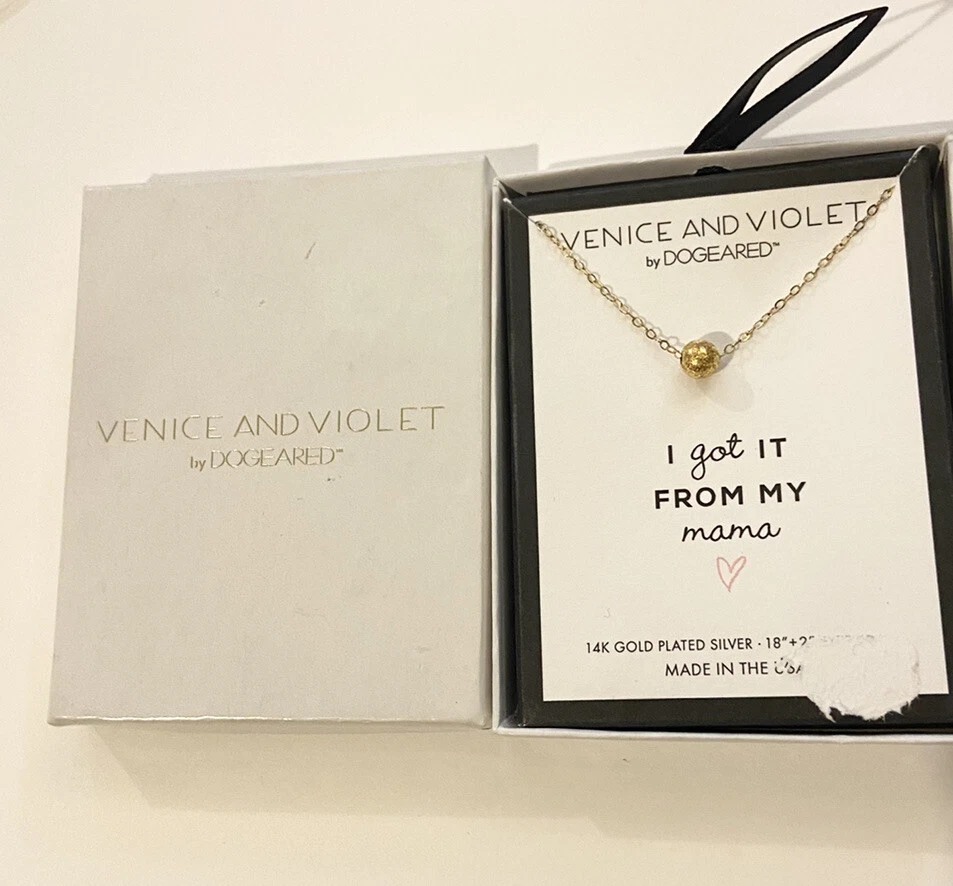 VENICE AND VIOLET
by DOGEARED™
VENICE AND VIOLET
by DOGEARED™
I got IT
FROM MY
mama
14K GOLD PLATED SILVER · 18"+2"
MADE IN THE USA